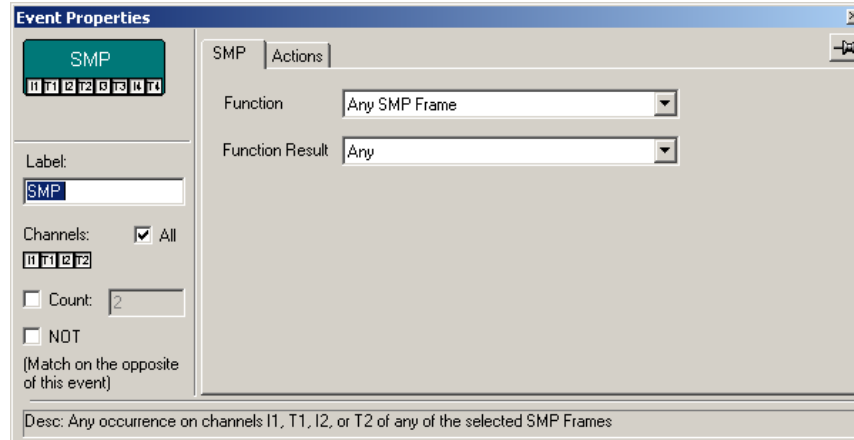 Event Properties
SMP
I1 T1 I2 T2 I3 T3 I4 T4
Label:
SMP
Channels: All
I1 T1 I2 T2
Count: 2
NOT
(Match on the opposite
of this event)
SMP Actions
Function Any SMP Frame
Function Result Any
Desc: Any occurrence on channels I1, T1, I2, or T2 of any of the selected SMP Frames